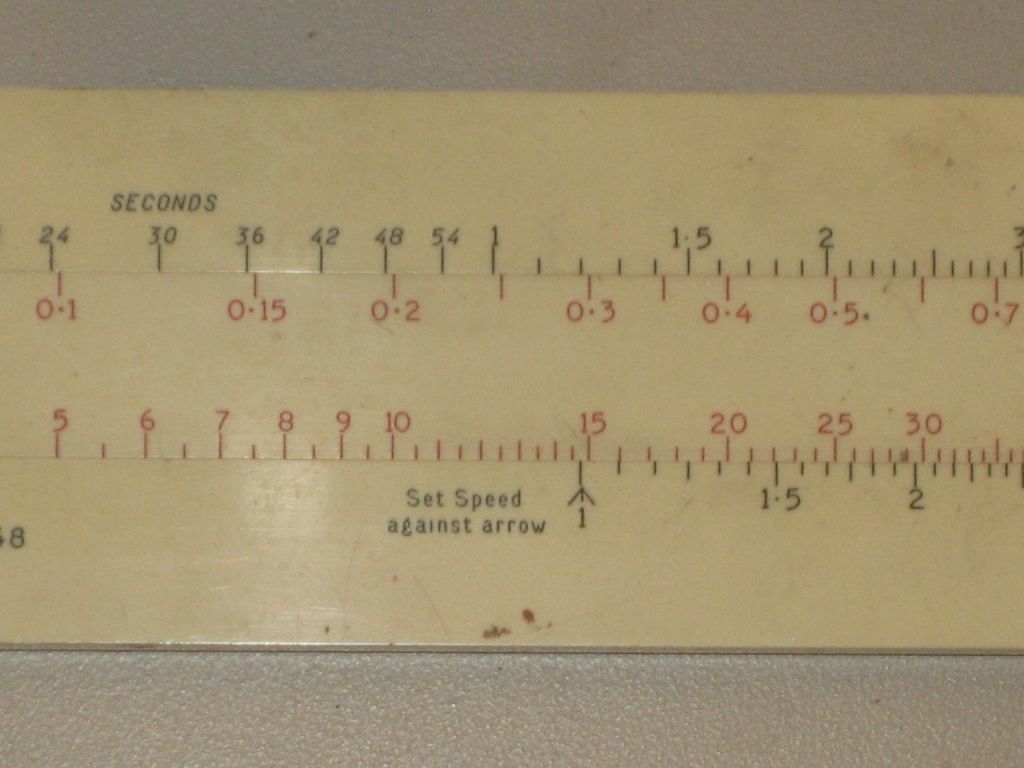 SECONDS
24 30 36 42 48 54 1 1·5 2 3
0·1 0·15 0·2 0·3 0·4 0·5 0·7
5 6 7 8 9 10 15 20 25 30
Set Speed
against arrow
1 1·5 2
8